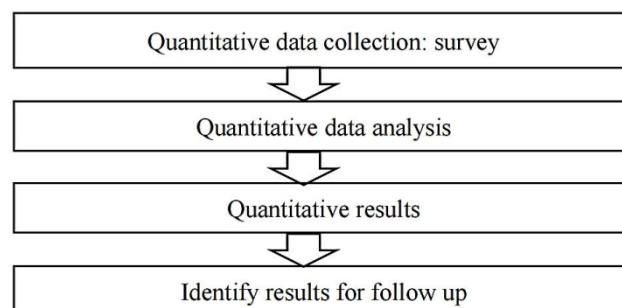 Quantitative data collection: survey
Quantitative data analysis
Quantitative results
Identify results for follow up